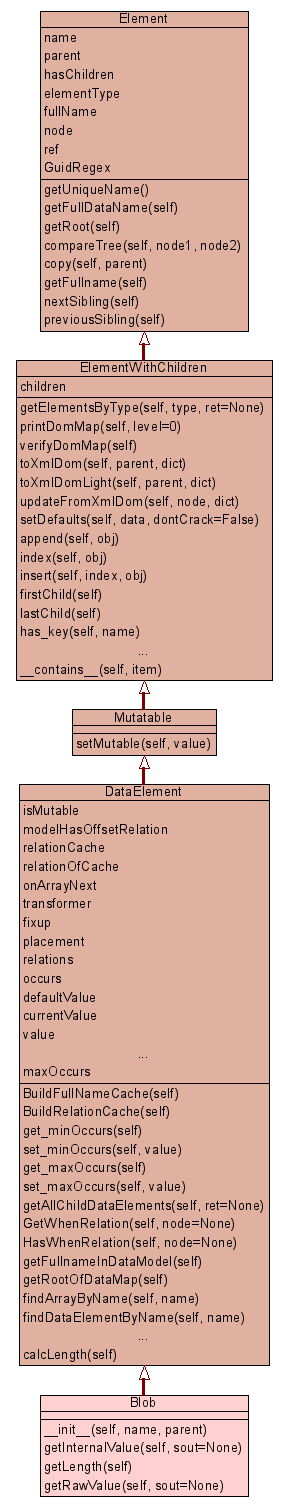 Element
name
parent
hasChildren
elementType
fullName
node
ref
GuidRegex
getUniqueName()
getFullDataName(self)
getRoot(self)
compareTree(self, node1, node2)
copy(self, parent)
getFullname(self)
nextSibling(self)
previousSibling(self)
ElementWithChildren
children
getElementsByType(self, type, ret=None)
printDomMap(self, level=0)
verifyDomMap(self)
toXmlDom(self, parent, dict)
toXmlDomLight(self, parent, dict)
updateFromXmlDom(self, node, dict)
setDefaults(self, data, dontCrack=False)
append(self, obj)
index(self, obj)
insert(self, index, obj)
firstChild(self)
lastChild(self)
has_key(self, name)
...
__contains__(self, item)
Mutatable
setMutable(self, value)
DataElement
isMutable
modelHasOffsetRelation
relationCache
relationOfCache
onArrayNext
transformer
fixup
placement
relations
occurs
defaultValue
currentValue
value
...
maxOccurs
BuildFullNameCache(self)
BuildRelationCache(self)
get_minOccurs(self)
set_minOccurs(self, value)
get_maxOccurs(self)
set_maxOccurs(self, value)
getAllChildDataElements(self, ret=None)
GetWhenRelation(self, node=None)
HasWhenRelation(self, node=None)
getFullnameInDataModel(self)
getRootOfDataMap(self)
findArrayByName(self, name)
findDataElementByName(self, name)
...
calcLength(self)
Blob
__init__(self, name, parent)
getInternalValue(self, sout=None)
getLength(self)
getRawValue(self, sout=None)